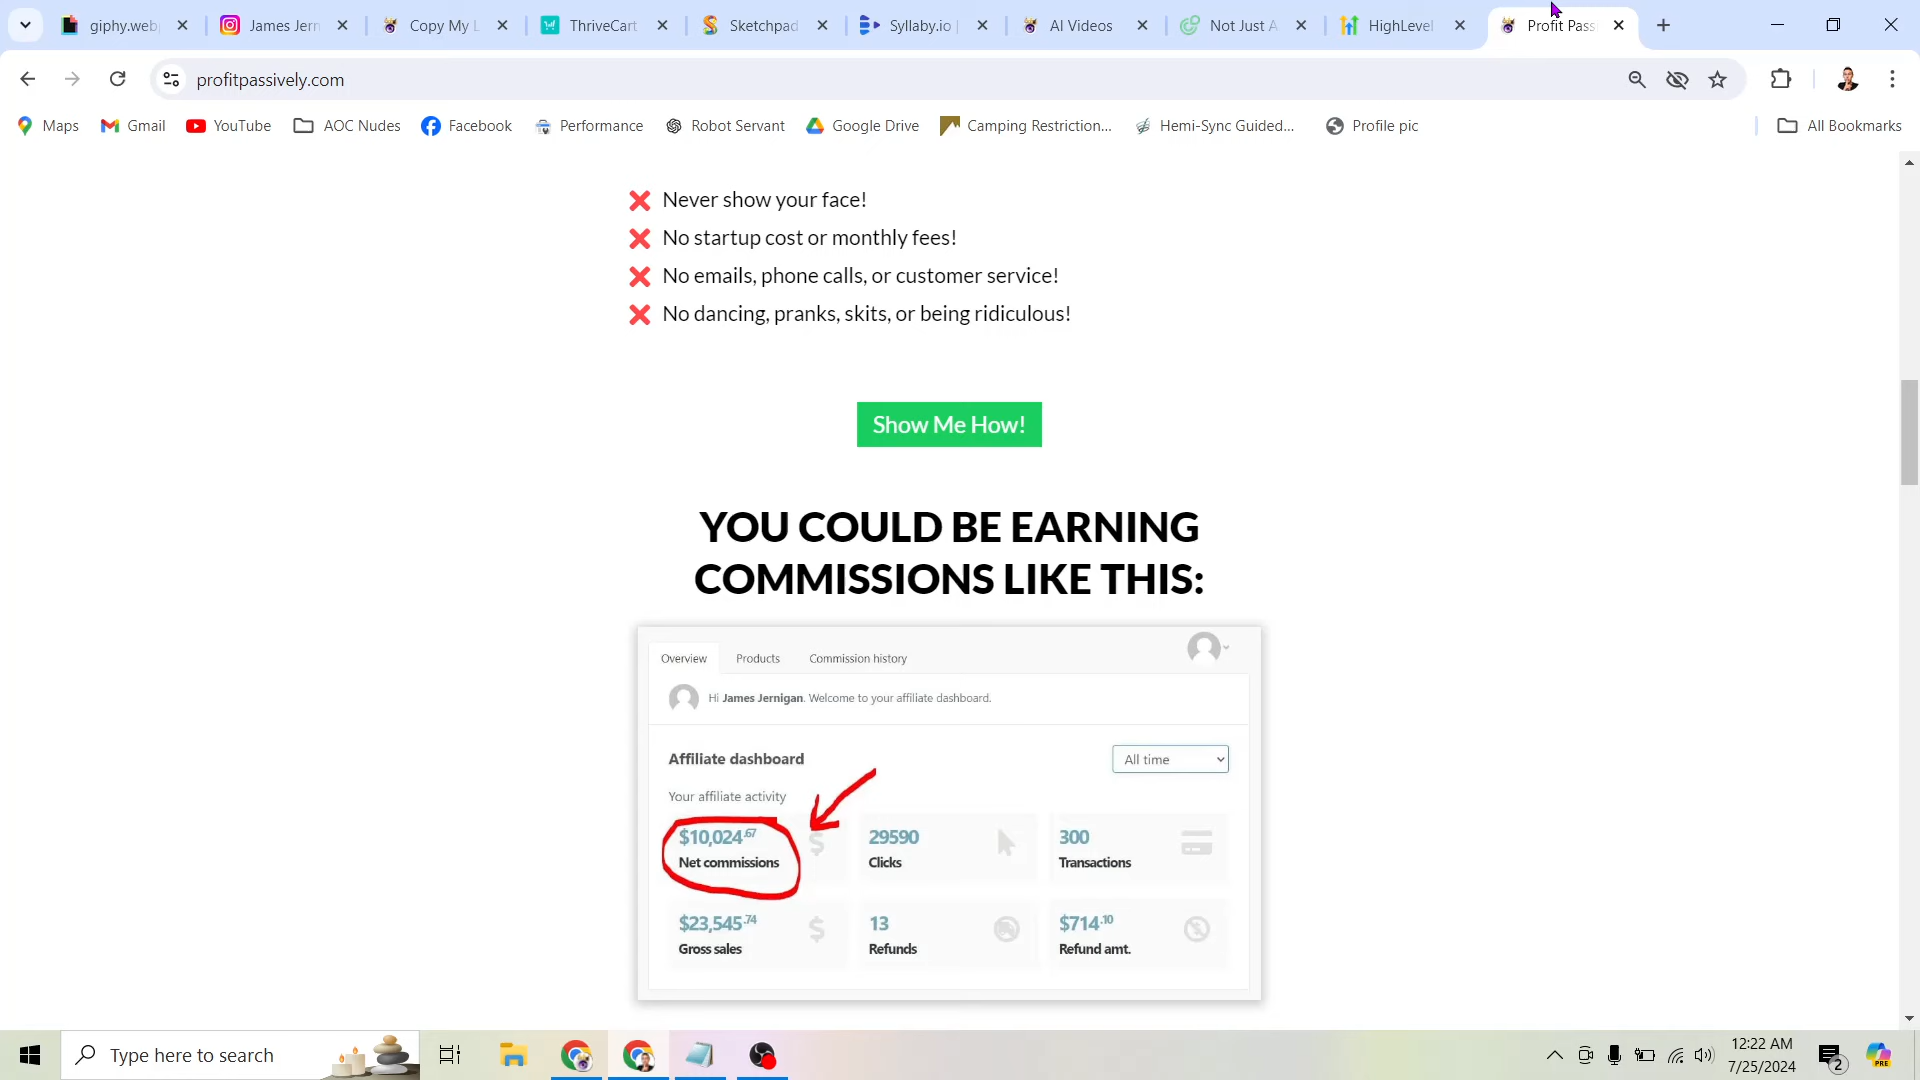 giphy.web
James Jern
Copy My L
ThriveCart
Sketchpad
Syllaby.io |
AI Videos
Not Just A
HighLevel
Profit Pass
profitpassively.com
Maps
Gmail
YouTube
AOC Nudes
Facebook
Performance
Robot Servant
Google Drive
Camping Restriction...
Hemi-Sync Guided...
Profile pic
All Bookmarks
Never show your face!
No startup cost or monthly fees!
No emails, phone calls, or customer service!
No dancing, pranks, skits, or being ridiculous!
Show Me How!
YOU COULD BE EARNING
COMMISSIONS LIKE THIS:
Overview Products Commission history
Hi James Jernigan. Welcome to your affiliate dashboard.
Affiliate dashboard
All time
Your affiliate activity
$10,024.67
Net commissions
29590
Clicks
300
Transactions
$23,545.74
Gross sales
13
Refunds
$714.10
Refund amt.
Type here to search
12:22 AM
7/25/2024
2
PRE